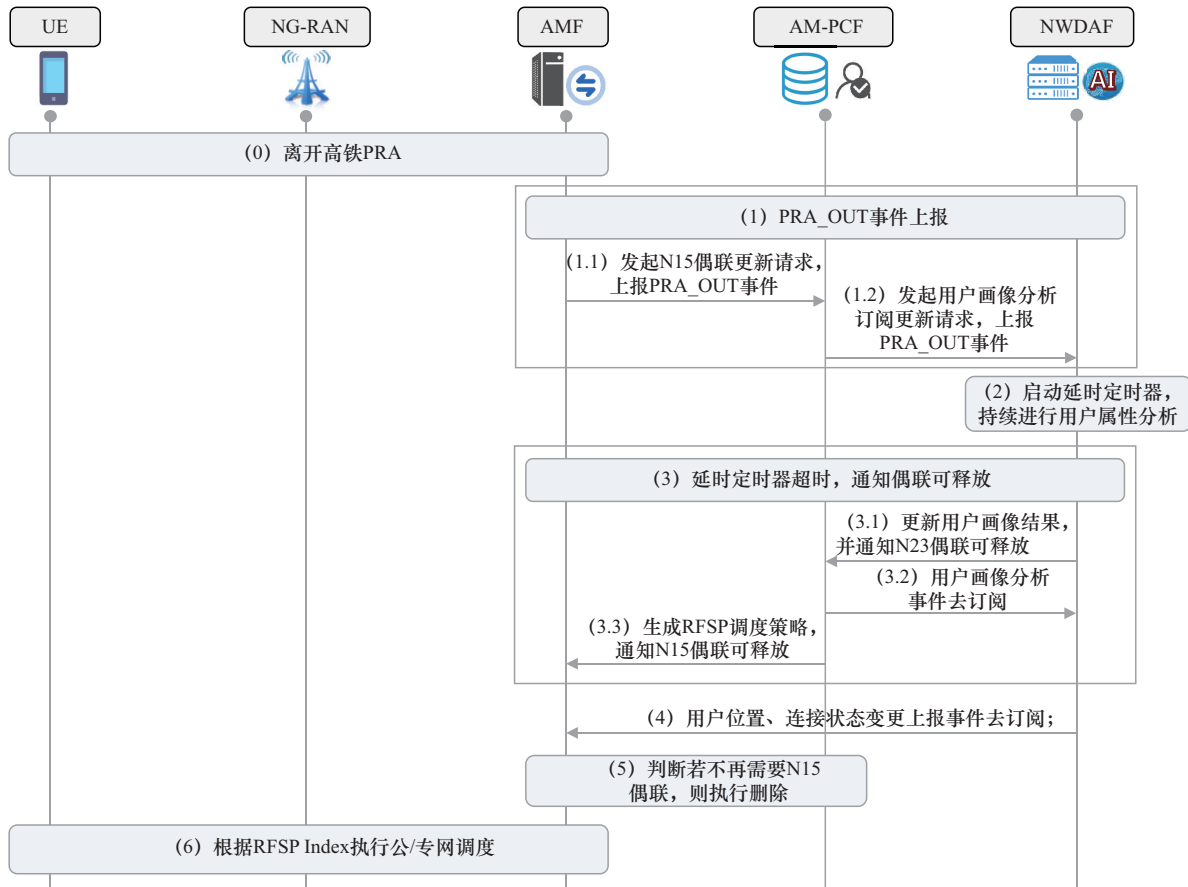 UE
NG-RAN
AMF
AM-PCF
NWDAF
AI
（0）离开高铁PRA
（1）PRA_OUT事件上报
（1.1）发起N15偶联更新请求，
上报PRA_OUT事件
（1.2）发起用户画像分析
订阅更新请求，上报
PRA_OUT事件
（2）启动延时定时器，
持续进行用户属性分析
（3）延时定时器超时，通知偶联可释放
（3.1）更新用户画像结果，
并通知N23偶联可释放
（3.2）用户画像分析
事件去订阅
（3.3）生成RFSP调度策略，
通知N15偶联可释放
（4）用户位置、连接状态变更上报事件去订阅；
（5）判断若不再需要N15
偶联，则执行删除
（6）根据RFSP Index执行公/专网调度